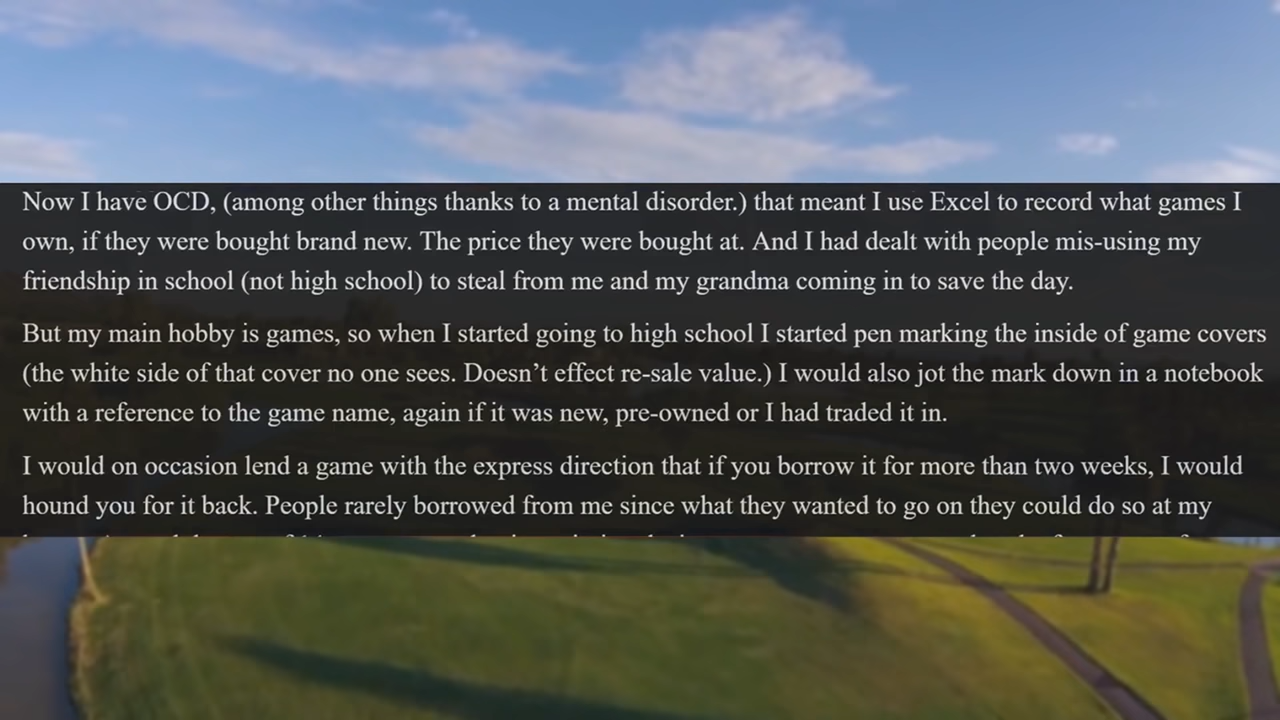 Now I have OCD, (among other things thanks to a mental disorder.) that meant I use Excel to record what games I
own, if they were bought brand new. The price they were bought at. And I had dealt with people mis-using my
friendship in school (not high school) to steal from me and my grandma coming in to save the day.
But my main hobby is games, so when I started going to high school I started pen marking the inside of game covers
(the white side of that cover no one sees. Doesn’t effect re-sale value.) I would also jot the mark down in a notebook
with a reference to the game name, again if it was new, pre-owned or I had traded it in.
I would on occasion lend a game with the express direction that if you borrow it for more than two weeks, I would
hound you for it back. People rarely borrowed from me since what they wanted to go on they could do so at my